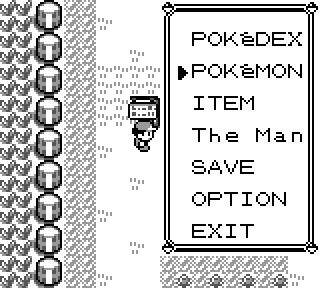 POKéDEX
POKéMON
ITEM
The Man
SAVE
OPTION
EXIT